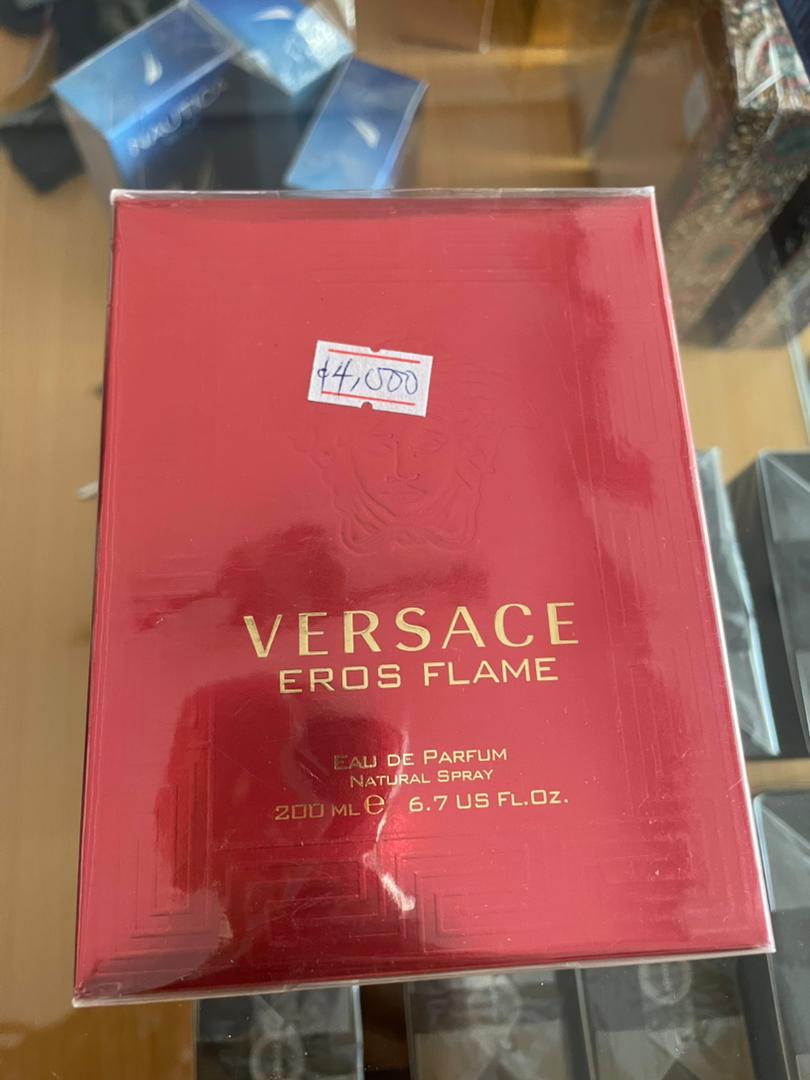 NAUTICA
¢4,000
VERSACE
EROS FLAME
EAU DE PARFUM
NATURAL SPRAY
200 ML e 6.7 US FL.OZ.